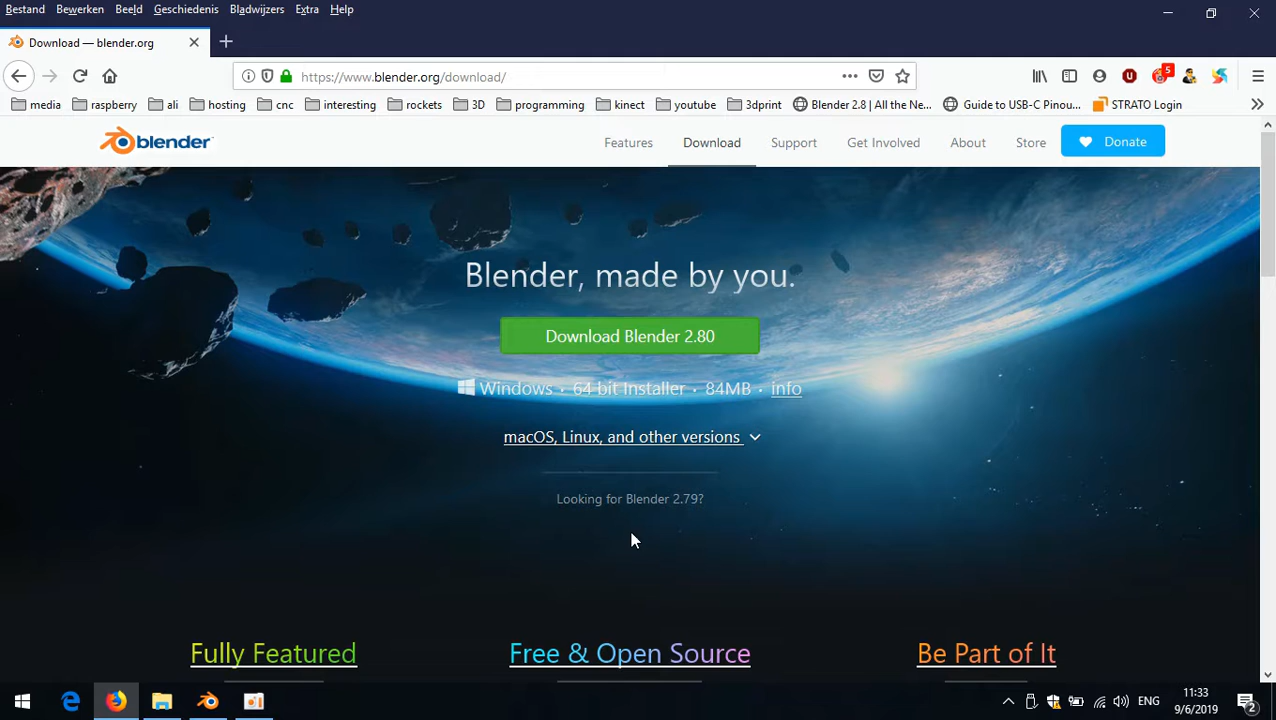 Bestand Bewerken Beeld Geschiedenis Bladwijzers Extra Help
Download — blender.org
https://www.blender.org/download/
5
media raspberry ali hosting cnc interesting rockets 3D programming kinect youtube 3dprint Blender 2.8 | All the Ne... Guide to USB-C Pinou... STRATO Login
blender
Features Download Support Get Involved About Store Donate
Blender, made by you.
Download Blender 2.80
Windows · 64 bit Installer · 84MB · info
macOS, Linux, and other versions
Looking for Blender 2.79?
Fully Featured Free & Open Source Be Part of It
ENG
11:33
9/6/2019
2